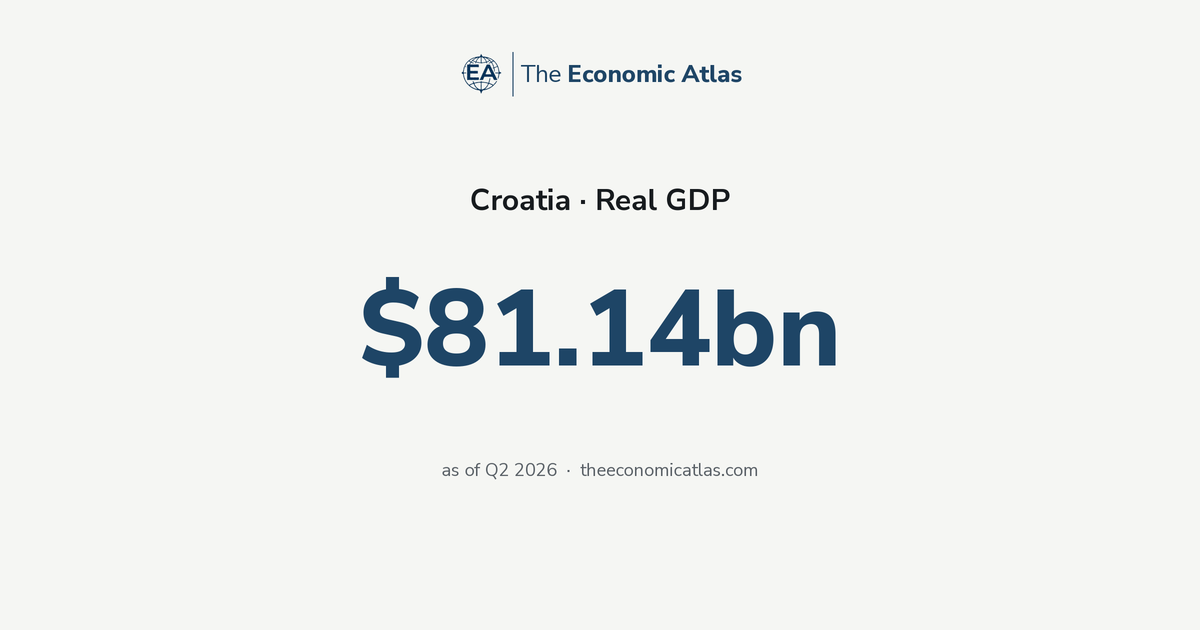 EA The Economic Atlas
Croatia · Real GDP
$81.14bn
as of Q2 2026 · theeconomicatlas.com